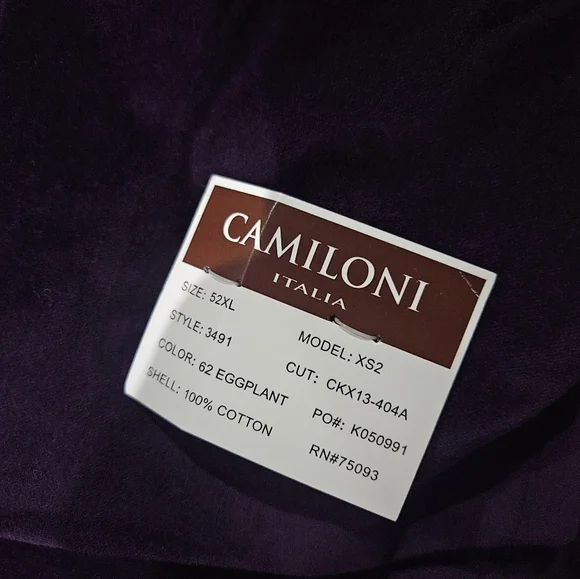 CAMILONI
ITALIA
SIZE: 52XL
STYLE: 3491
COLOR: 62 EGGPLANT
SHELL: 100% COTTON
MODEL: XS2
CUT: CKX13-404A
PO#: K050991
RN#75093